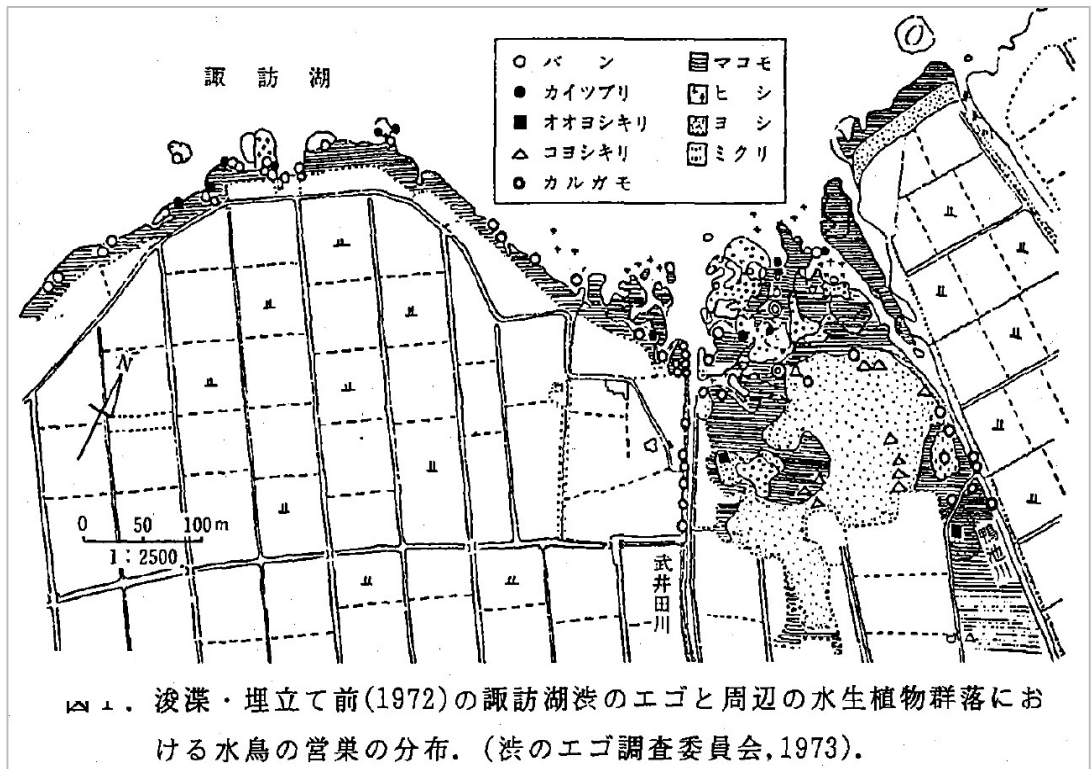 諏訪湖
○ バン
● カイツブリ
■ オオヨシキリ
△ コヨシキリ
◎ カルガモ
マコモ
ヒシ
ヨシ
ミクリ
N
0 50 100m
1:2500
武井田川
鴨池川
図1. 浚渫・埋立て前(1972)の諏訪湖渋のエゴと周辺の水生植物群落にお
ける水鳥の営巣の分布. (渋のエゴ調査委員会,1973).